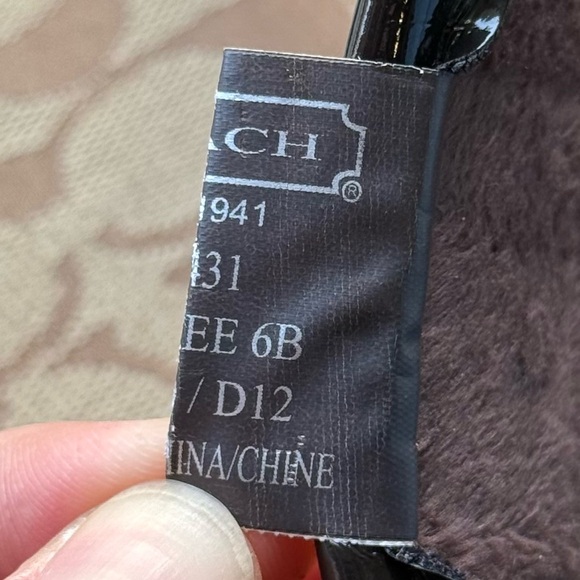 ACH
®
1941
431
EE 6B
/ D12
INA/CHINE